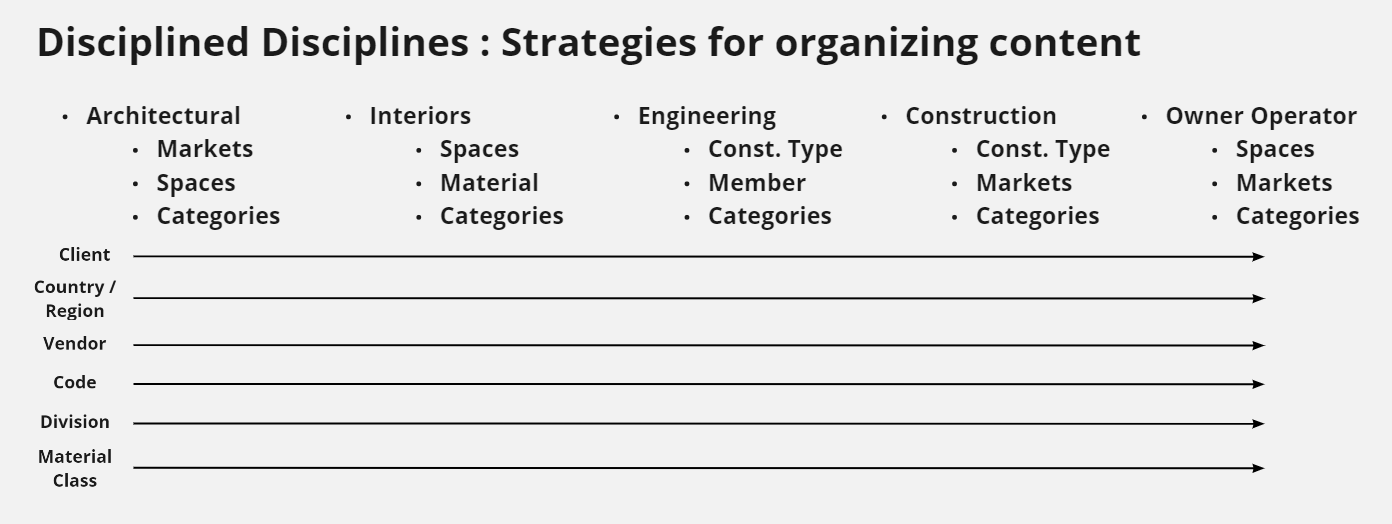 Disciplined Disciplines : Strategies for organizing content
• Architectural
• Markets
• Spaces
• Categories
• Interiors
• Spaces
• Material
• Categories
• Engineering
• Const. Type
• Member
• Categories
• Construction
• Const. Type
• Markets
• Categories
• Owner Operator
• Spaces
• Markets
• Categories
Client
Country /
Region
Vendor
Code
Division
Material
Class